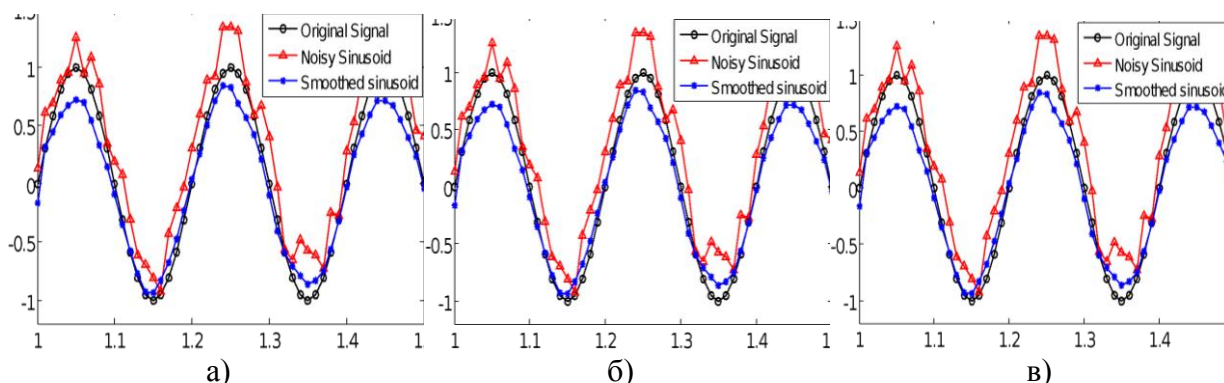 1.5
Original Signal
Noisy Sinusoid
Smoothed sinusoid
1
0.5
0
-0.5
-1
1 1.1 1.2 1.3 1.4
а)
1.5
Original Signal
Noisy Sinusoid
Smoothed sinusoid
1
0.5
0
-0.5
-1
1 1.1 1.2 1.3 1.4
б)
1.5
Original Signal
Noisy Sinusoid
Smoothed sinusoid
1
0.5
0
-0.5
-1
1 1.1 1.2 1.3 1.4
в)